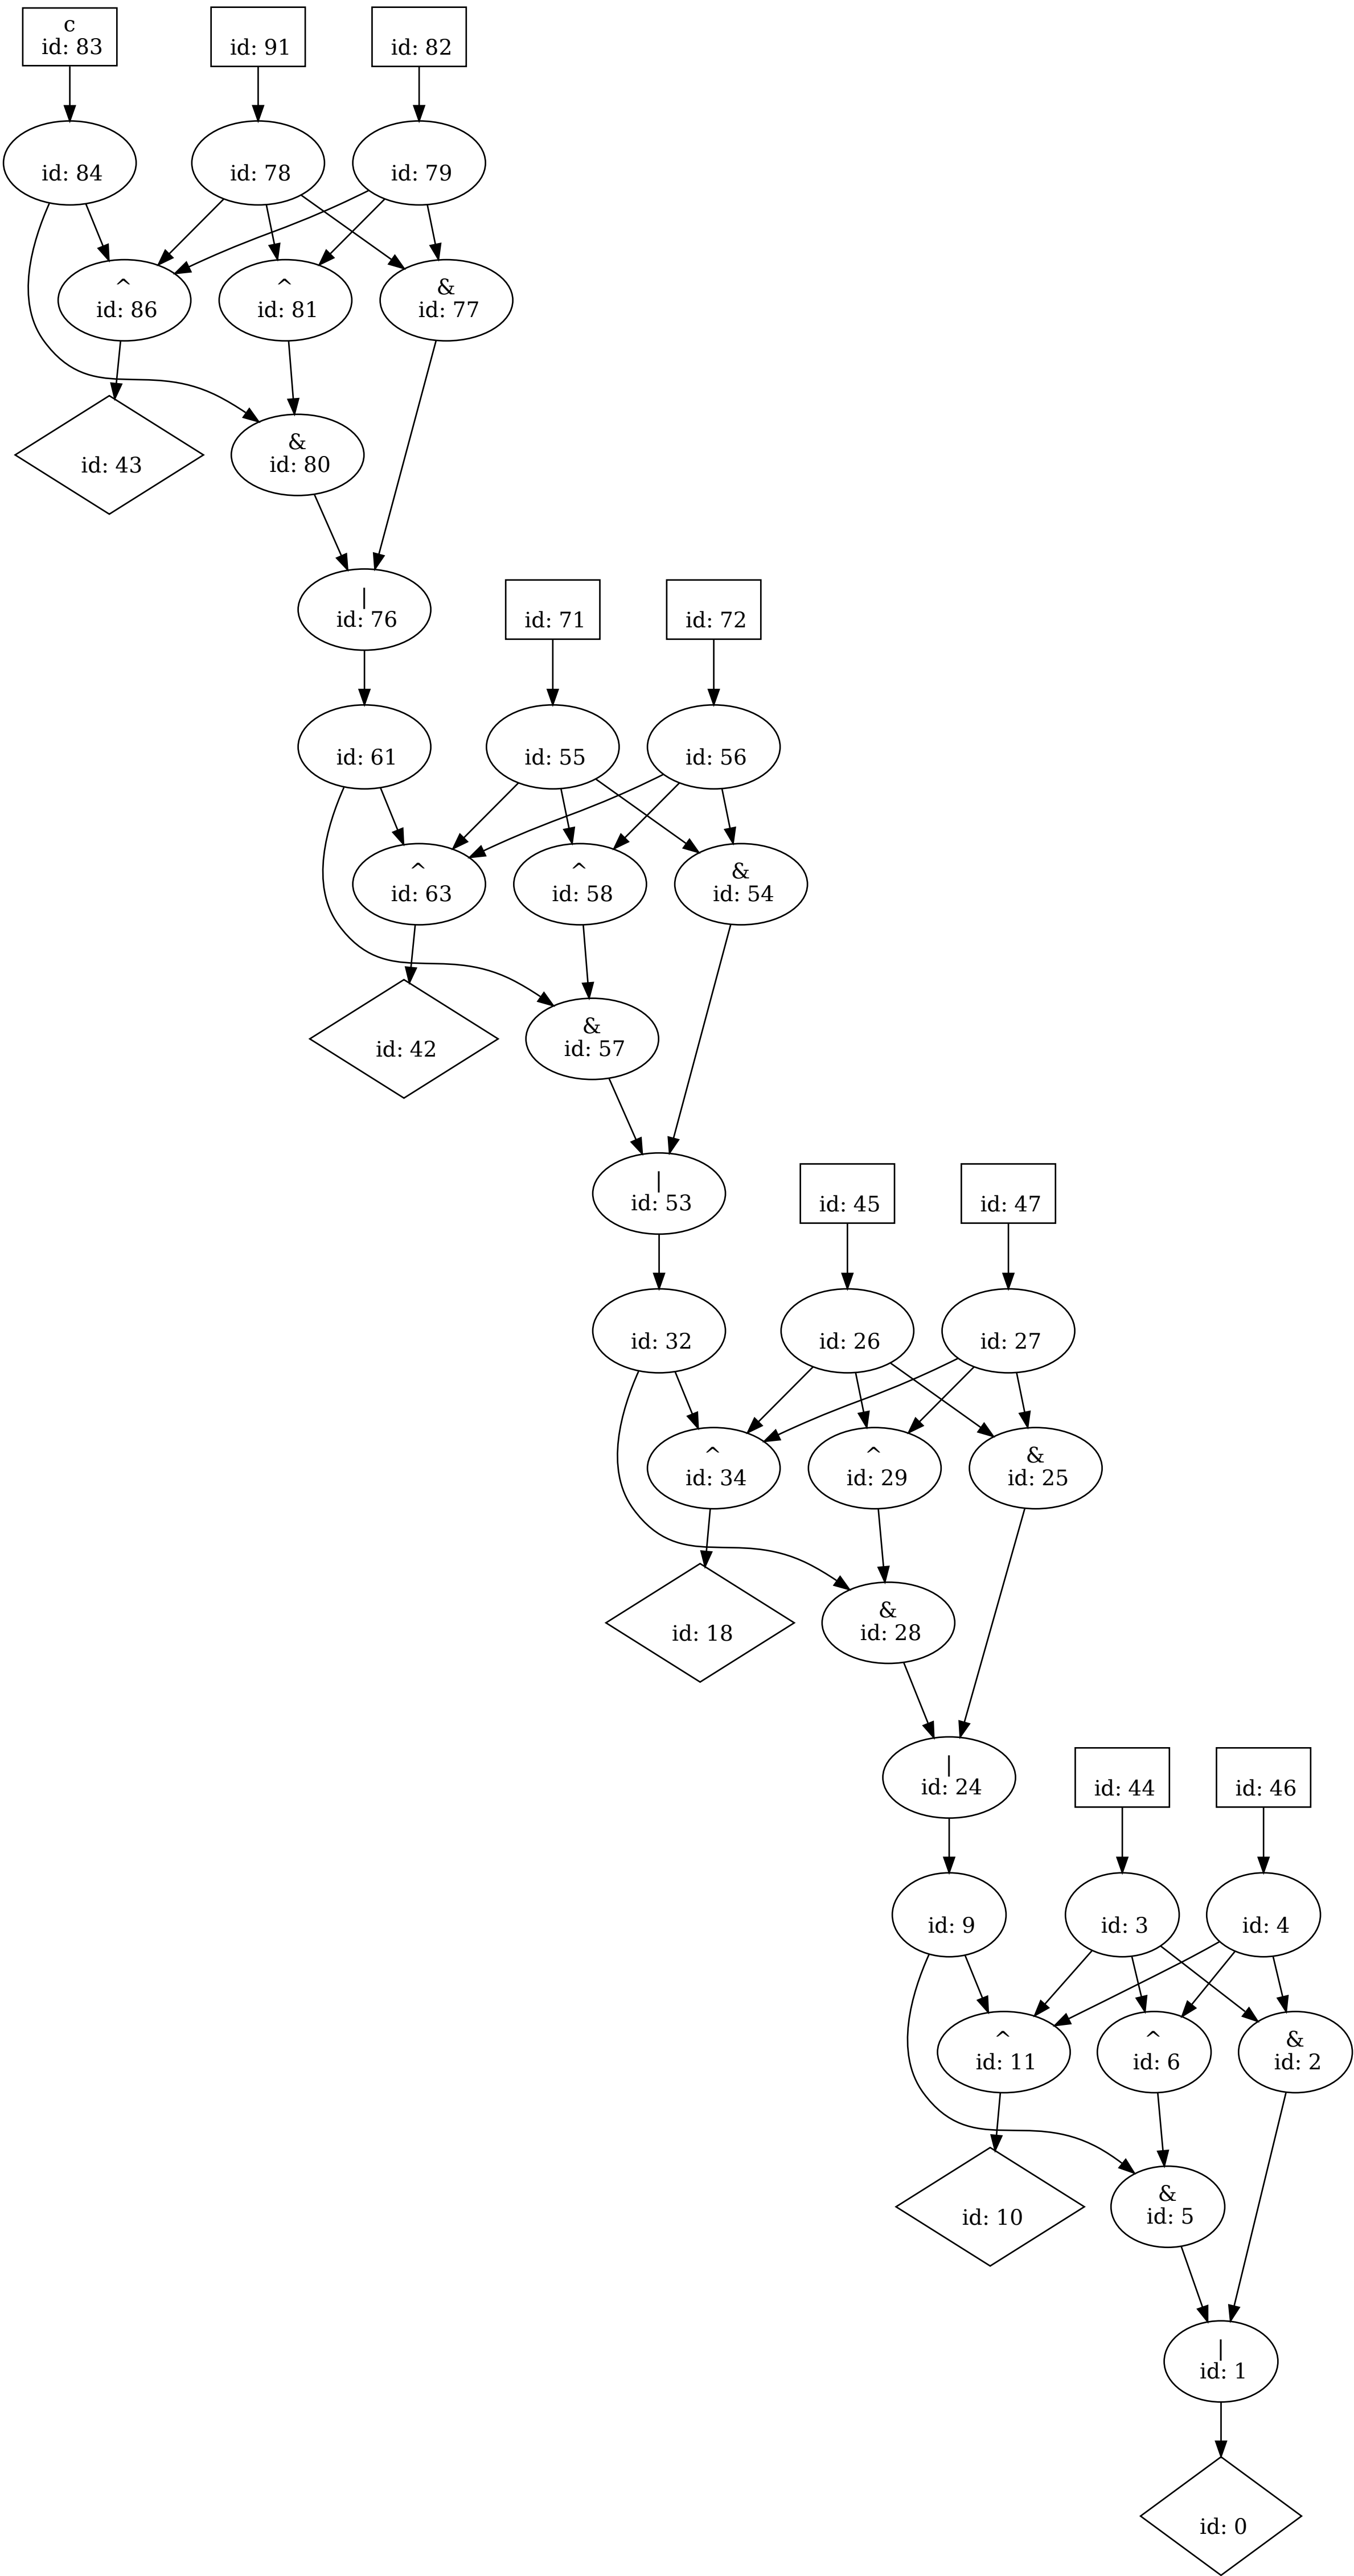 c
id: 83
id: 91
id: 82
id: 84
id: 78
id: 79
^
id: 86
^
id: 81
&
id: 77
id: 43
&
id: 80
|
id: 76
id: 71
id: 72
id: 61
id: 55
id: 56
^
id: 63
^
id: 58
&
id: 54
id: 42
&
id: 57
|
id: 53
id: 45
id: 47
id: 32
id: 26
id: 27
^
id: 34
^
id: 29
&
id: 25
id: 18
&
id: 28
|
id: 24
id: 44
id: 46
id: 9
id: 3
id: 4
^
id: 11
^
id: 6
&
id: 2
id: 10
&
id: 5
|
id: 1
id: 0